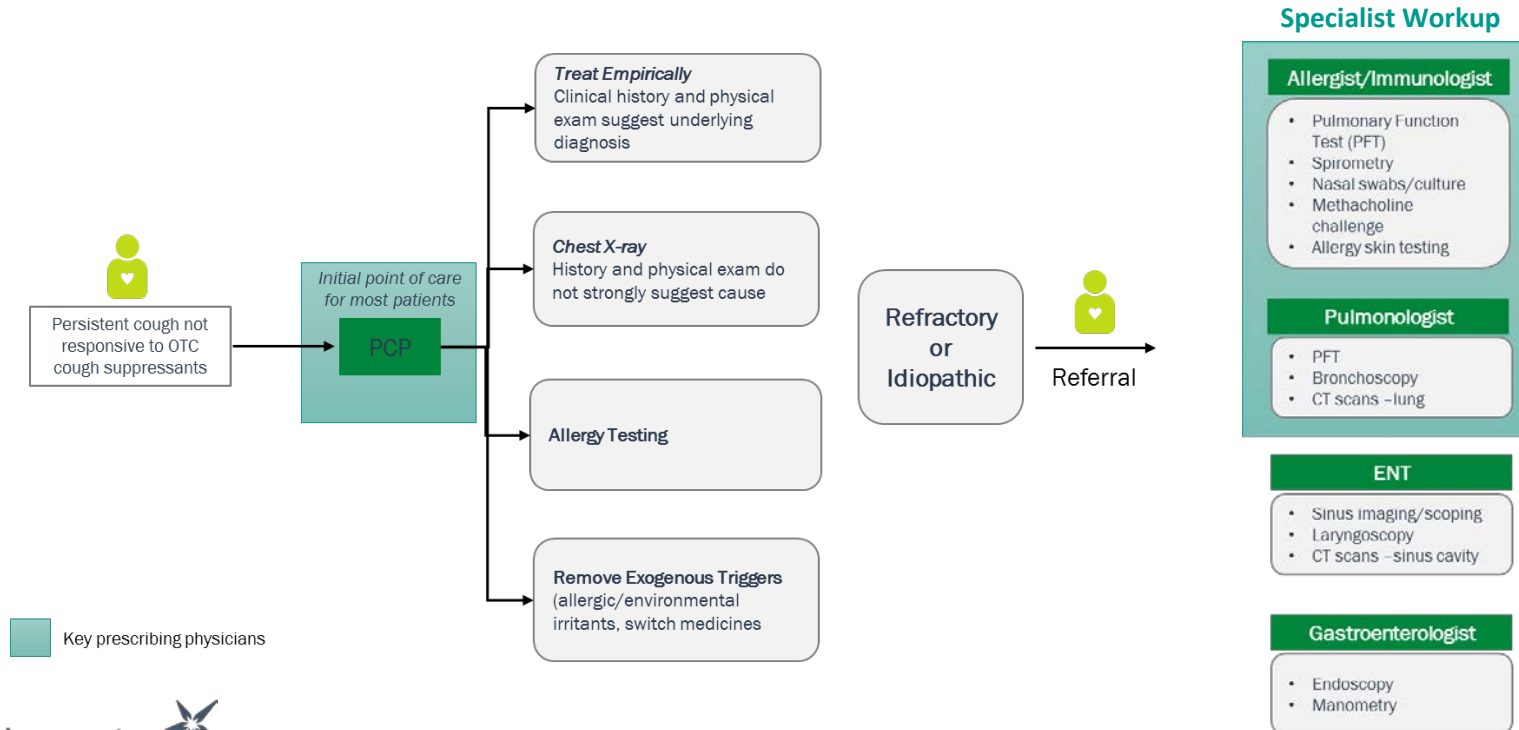 Specialist Workup
Persistent cough not
responsive to OTC
cough suppressants
Initial point of care
for most patients
PCP
Treat Empirically
Clinical history and physical
exam suggest underlying
diagnosis
Chest X-ray
History and physical exam do
not strongly suggest cause
Allergy Testing
Remove Exogenous Triggers
(allergic/environmental
irritants, switch medicines
Refractory
or
Idiopathic
Referral
Allergist/Immunologist
• Pulmonary Function
Test (PFT)
• Spirometry
• Nasal swabs/culture
• Methacholine
challenge
• Allergy skin testing
Pulmonologist
• PFT
• Bronchoscopy
• CT scans –lung
ENT
• Sinus imaging/scoping
• Laryngoscopy
• CT scans –sinus cavity
Gastroenterologist
• Endoscopy
• Manometry
Key prescribing physicians